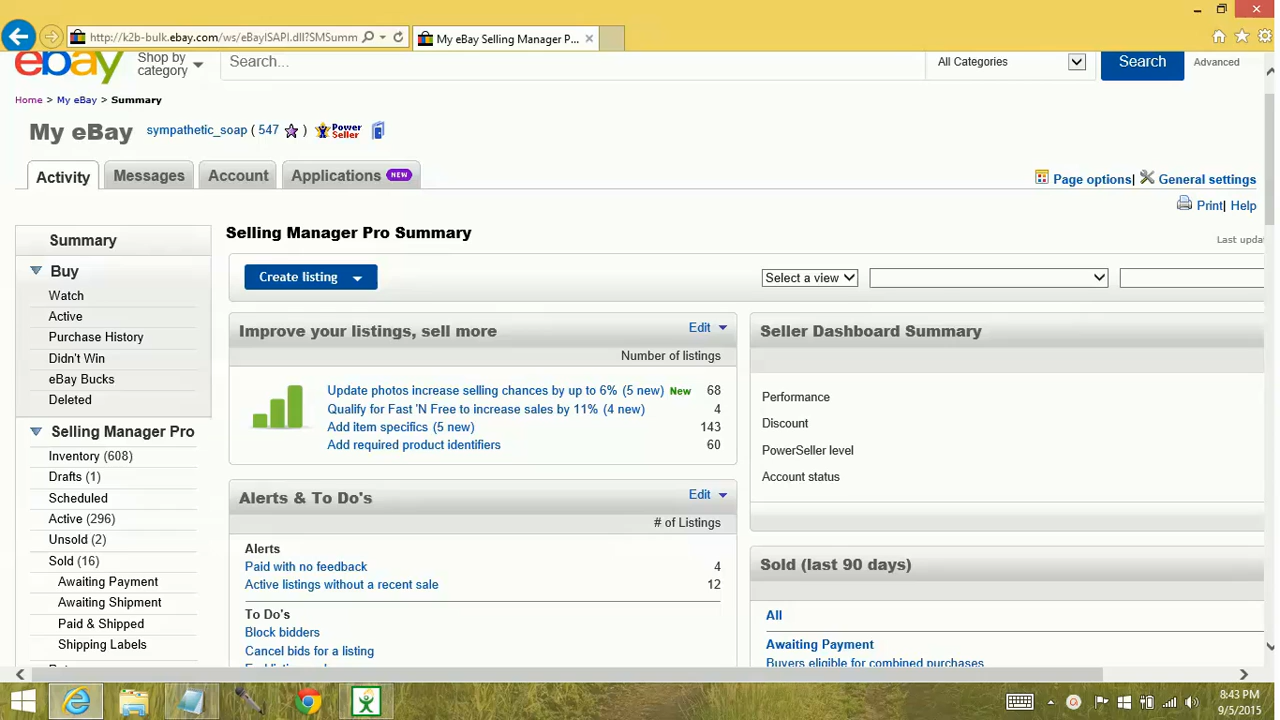 http://k2b-bulk.ebay.com/ws/eBayISAPI.dll?SMSumm
My eBay Selling Manager P...
ebay
Shop by category
Search...
All Categories
Search
Advanced
Home > My eBay > Summary
My eBay
sympathetic_soap ( 547 )
Power Seller
Activity
Messages
Account
Applications NEW
Page options|
General settings
Print| Help
Summary
Buy
Watch
Active
Purchase History
Didn't Win
eBay Bucks
Deleted
Selling Manager Pro
Inventory (608)
Drafts (1)
Scheduled
Active (296)
Unsold (2)
Sold (16)
Awaiting Payment
Awaiting Shipment
Paid & Shipped
Shipping Labels
Selling Manager Pro Summary
Last upda
Create listing
Select a view
Improve your listings, sell more
Edit
Number of listings
Update photos increase selling chances by up to 6% (5 new) New 68
Qualify for Fast 'N Free to increase sales by 11% (4 new) 4
Add item specifics (5 new) 143
Add required product identifiers 60
Alerts & To Do's
Edit
# of Listings
Alerts
Paid with no feedback 4
Active listings without a recent sale 12
To Do's
Block bidders
Cancel bids for a listing
Seller Dashboard Summary
Performance
Discount
PowerSeller level
Account status
Sold (last 90 days)
All
Awaiting Payment
Buyers eligible for combined purchases
8:43 PM
9/5/2015